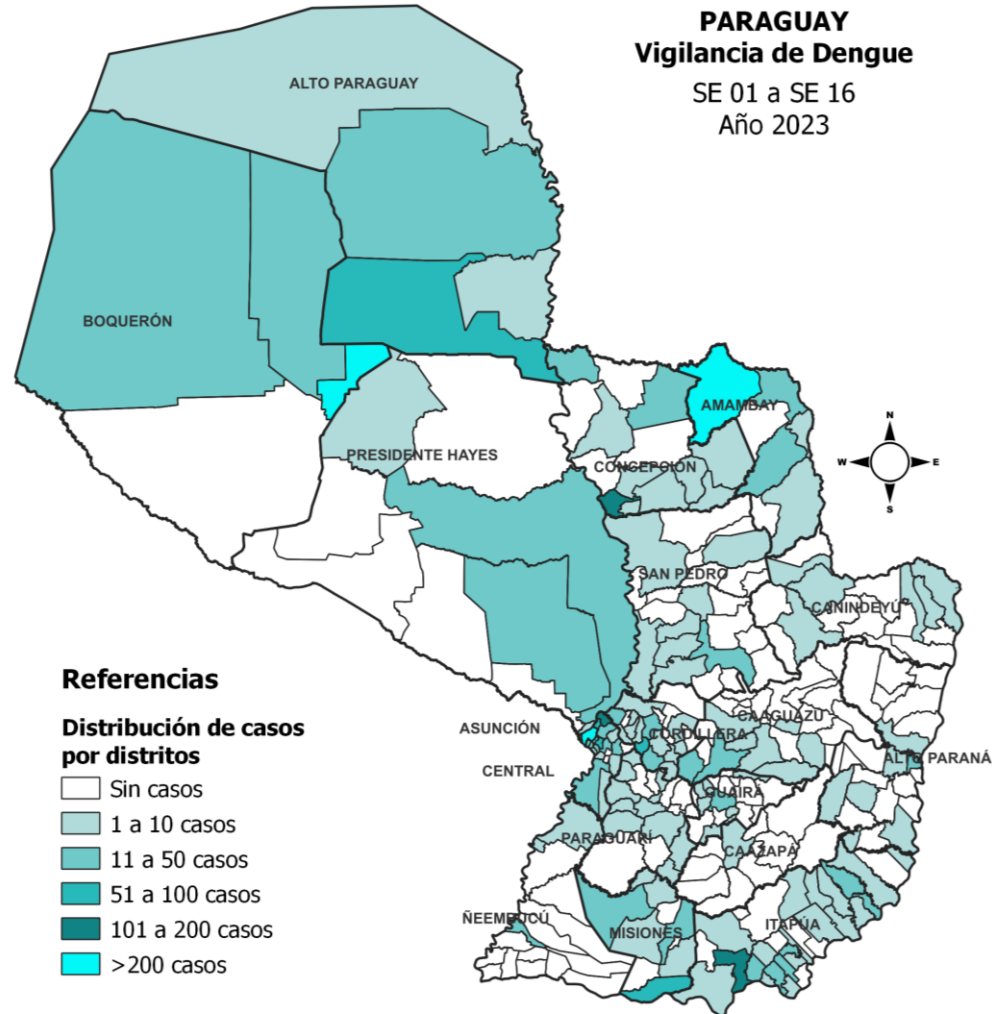 PARAGUAY
Vigilancia de Dengue
SE 01 a SE 16
Año 2023
ALTO PARAGUAY
BOQUERÓN
AMAMBAY
N
W E
S
PRESIDENTE HAYES
CONCEPCIÓN
SAN PEDRO
CANINDEYÚ
Referencias
Distribución de casos
por distritos
Sin casos
1 a 10 casos
11 a 50 casos
51 a 100 casos
101 a 200 casos
>200 casos
ASUNCIÓN
CENTRAL
CORDILLERA
CAAGUAZÚ
ALTO PARANÁ
GUAIRÁ
PARAGUARÍ
CAAZAPÁ
ÑEEMBUCÚ
MISIONES
ITAPÚA